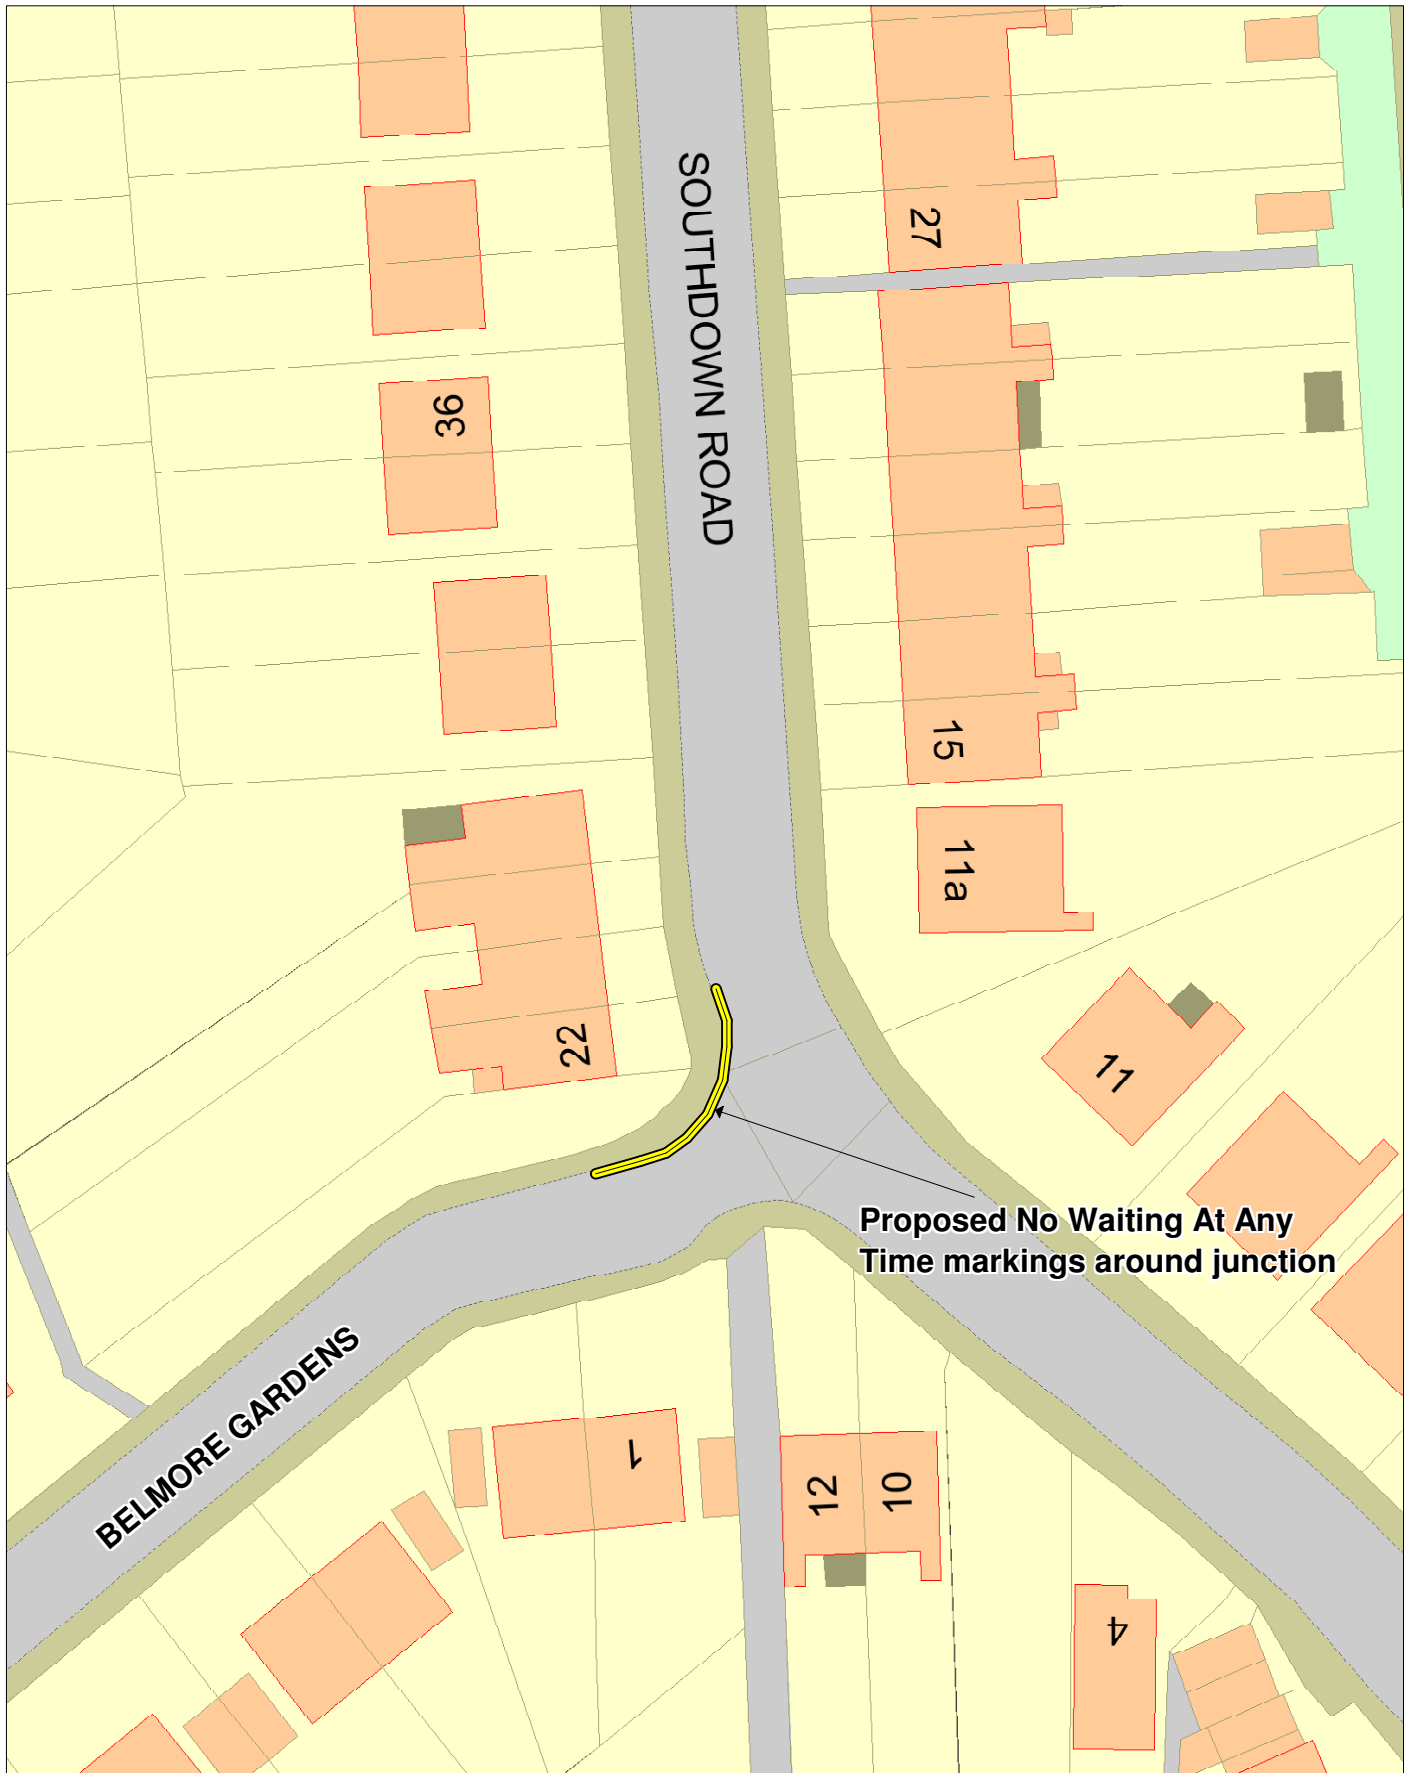 SOUTHDOWN ROAD
27
36
15
11a
22
11
Proposed No Waiting At Any
Time markings around junction
BELMORE GARDENS
1
12
10
4